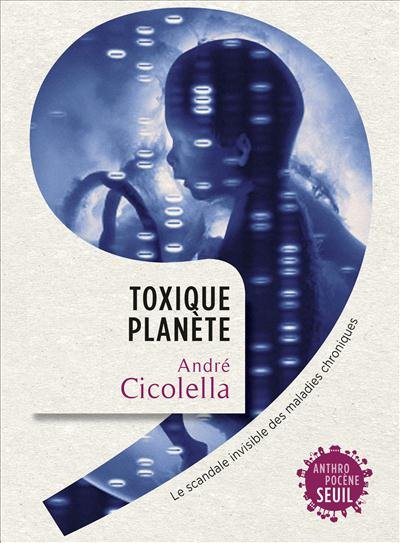 TOXIQUE
PLANÈTE
André
Cicolella
Le scandale invisible des maladies chroniques
ANTHRO
POCÈNE
SEUIL